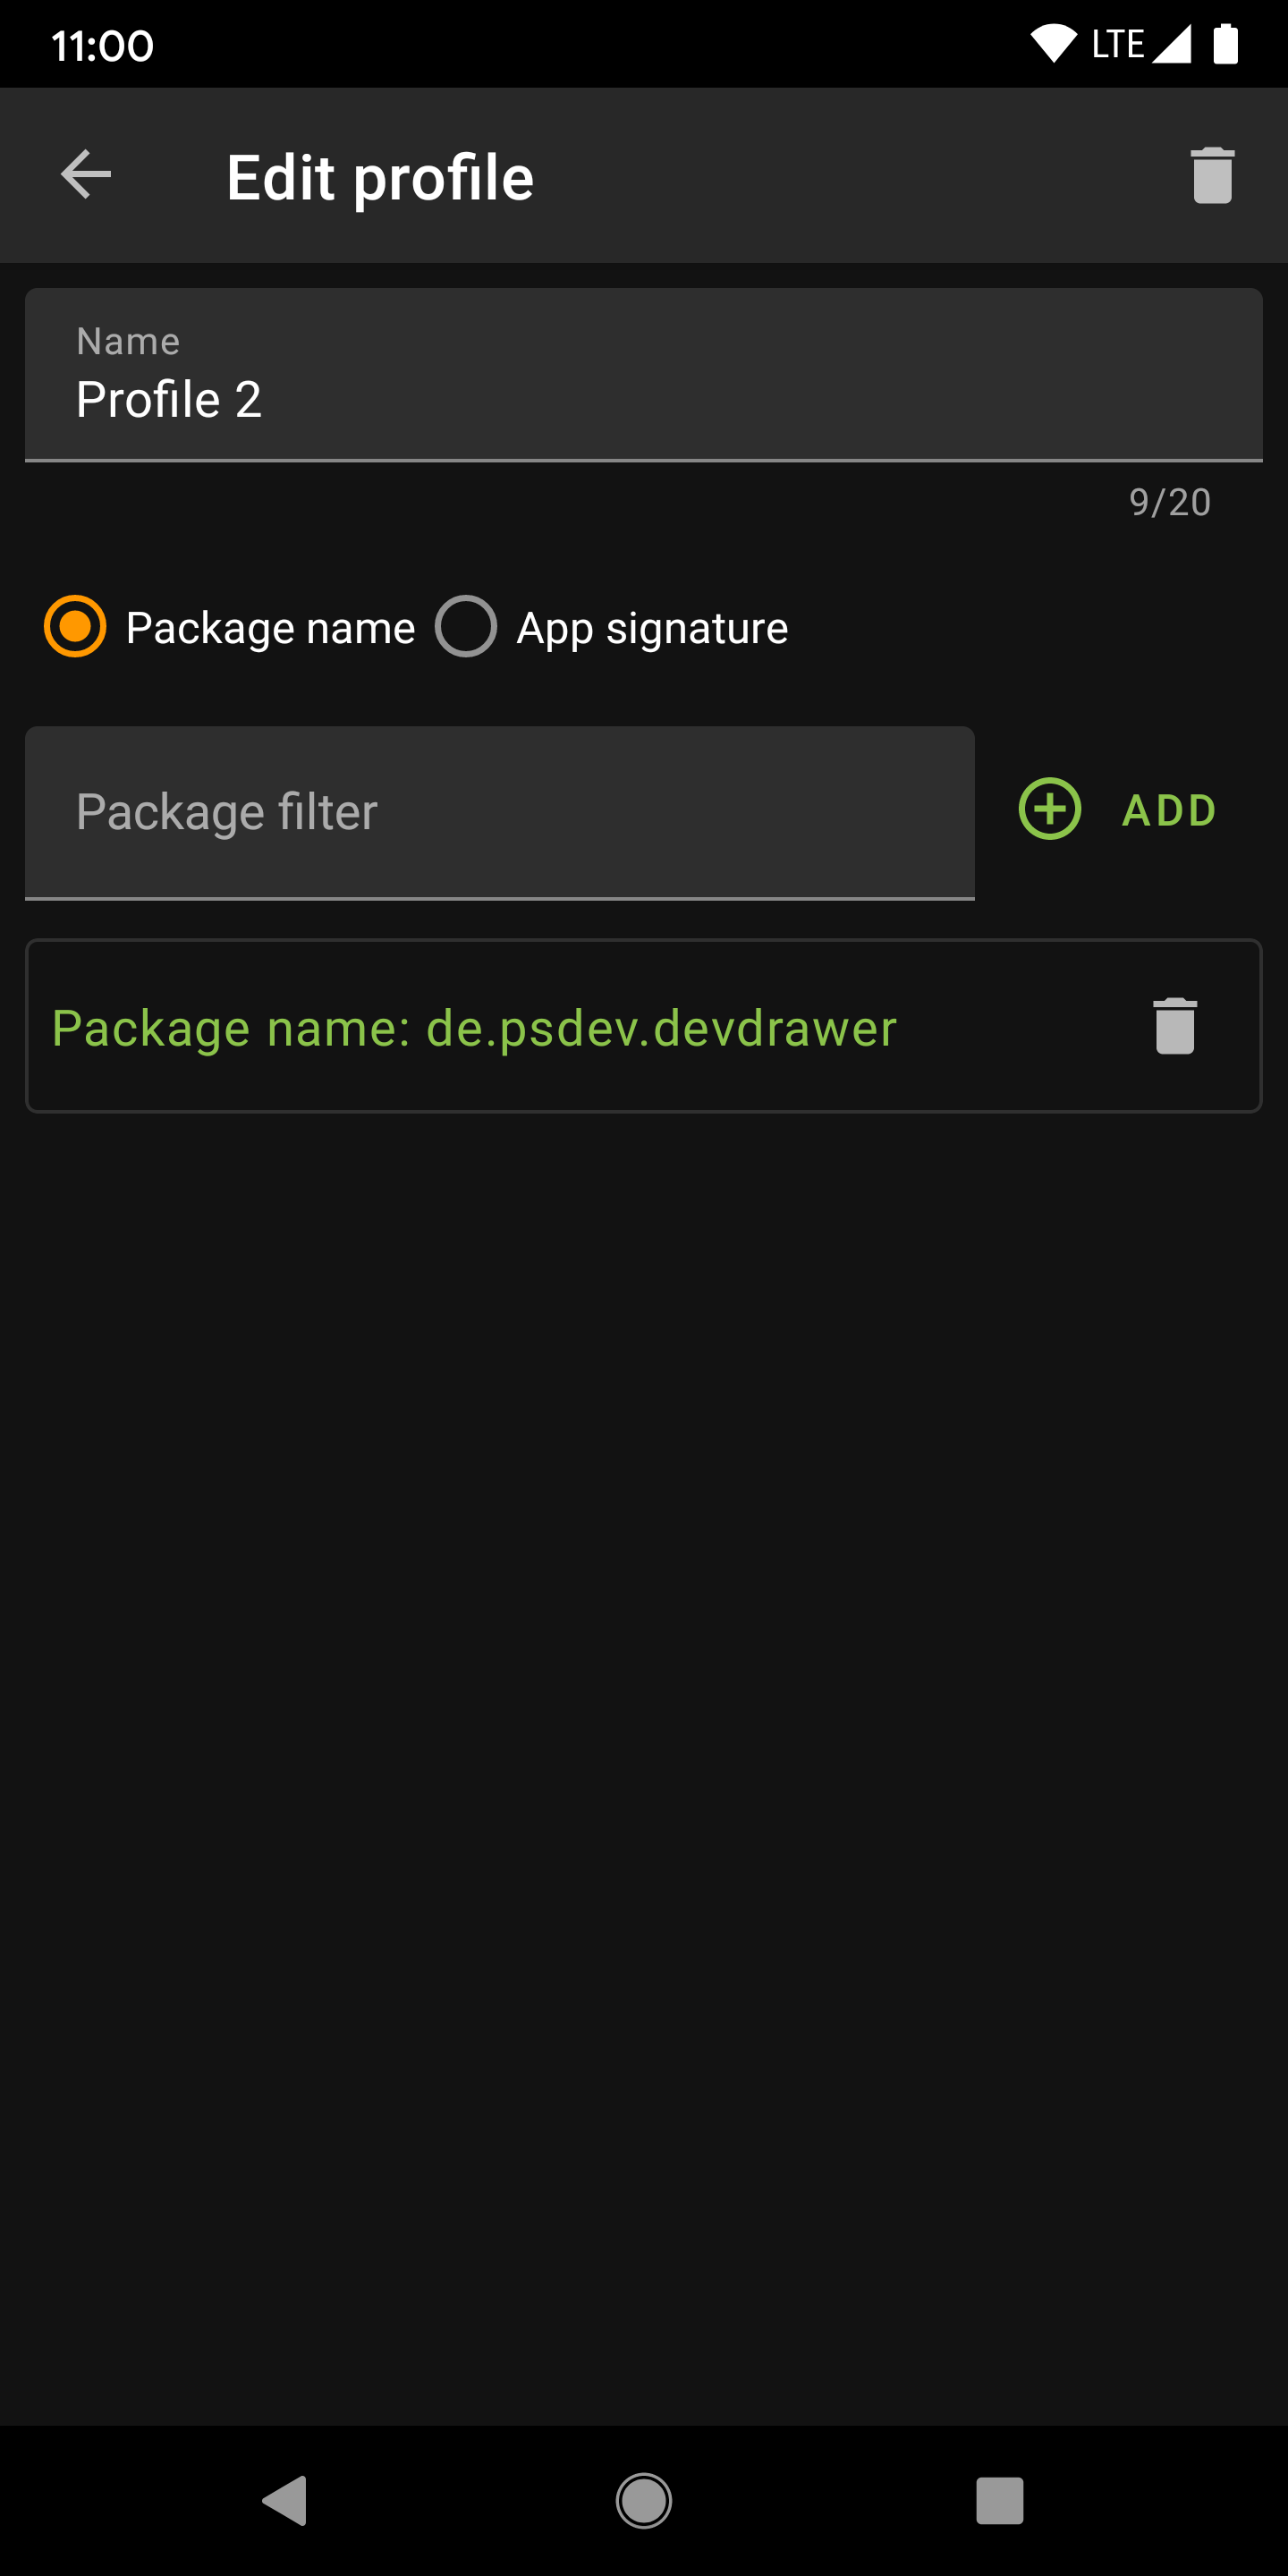 11:00
LTE
Edit profile
Name
Profile 2
9/20
Package name
App signature
Package filter
ADD
Package name: de.psdev.devdrawer